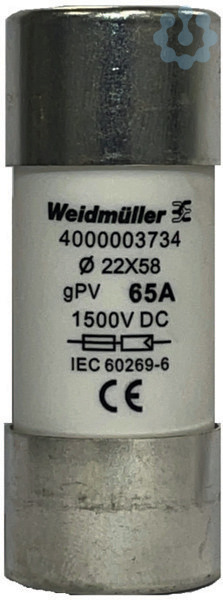 Weidmüller
4000003734
Ø 22X58
gPV 65A
1500V DC
IEC 60269-6
CE